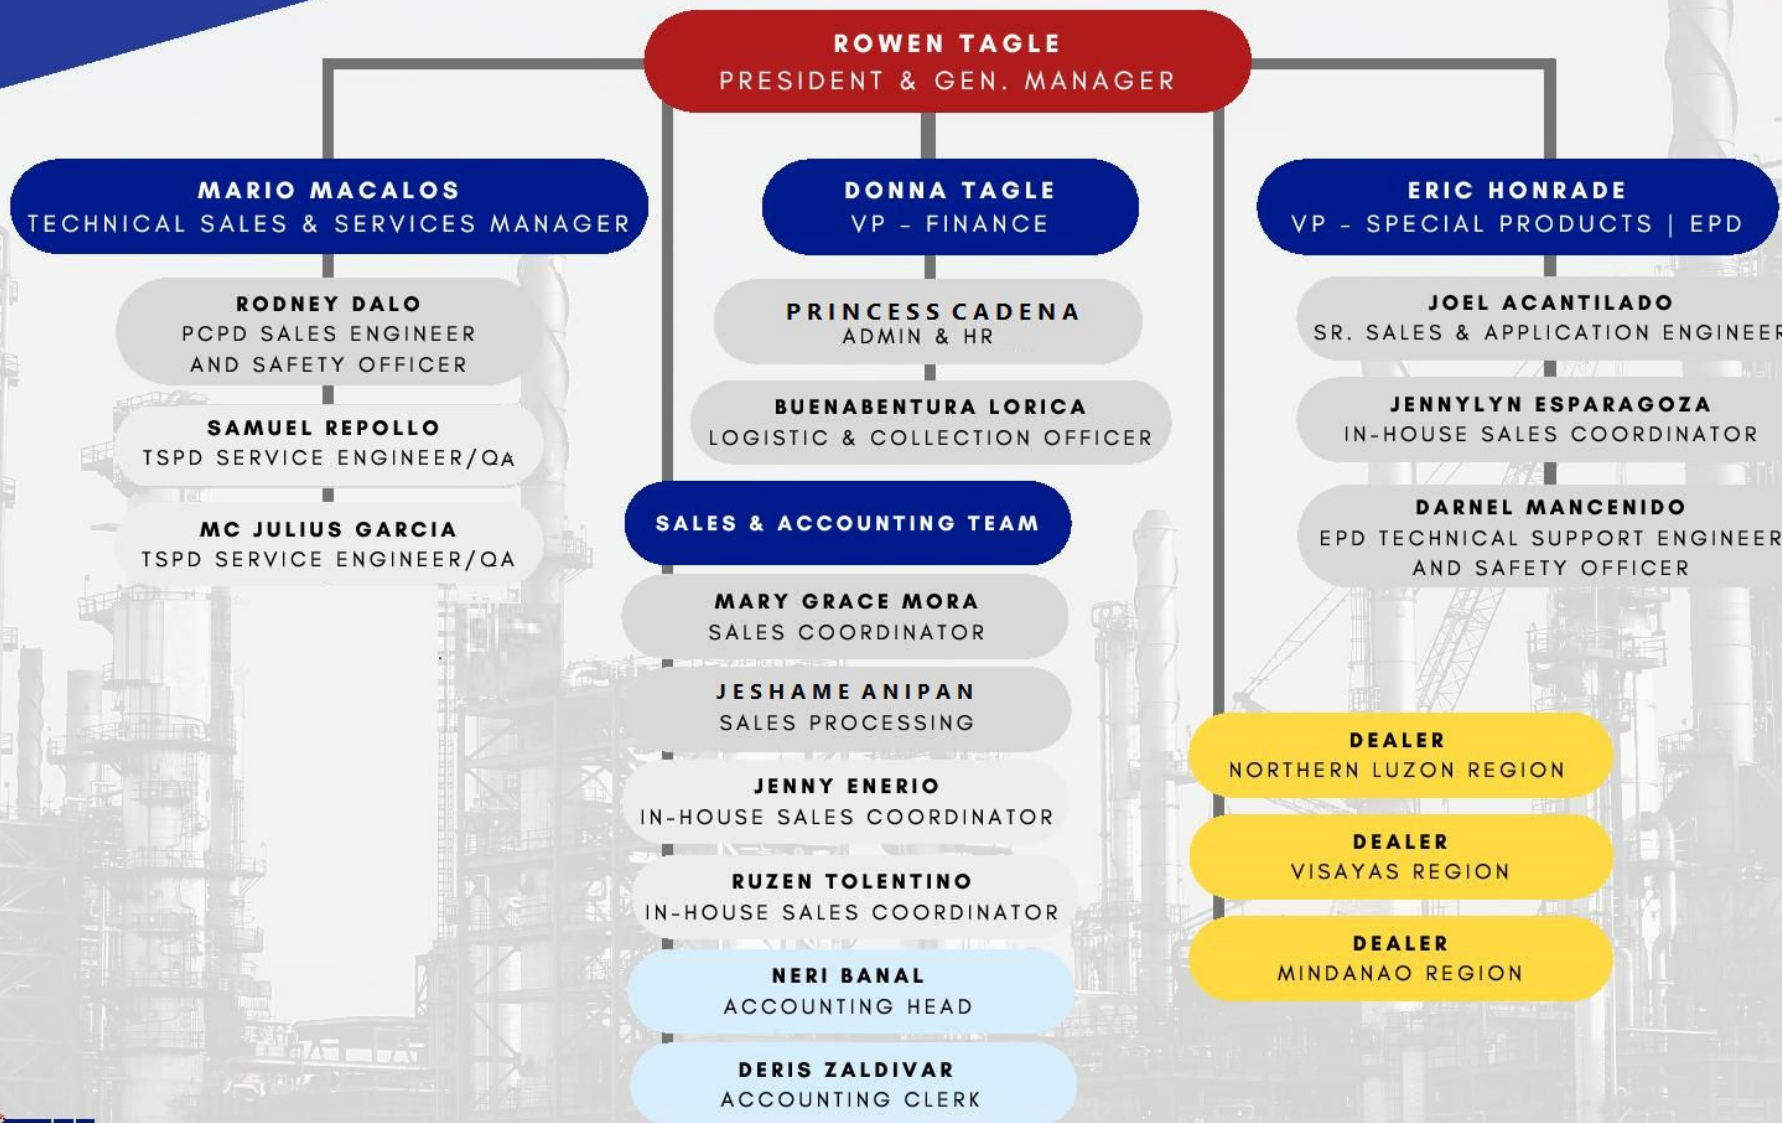 ROWEN TAGLE
PRESIDENT & GEN. MANAGER
MARIO MACALOS
TECHNICAL SALES & SERVICES MANAGER
RODNEY DALO
PCPD SALES ENGINEER
AND SAFETY OFFICER
SAMUEL REPOLLO
TSPD SERVICE ENGINEER/QA
MC JULIUS GARCIA
TSPD SERVICE ENGINEER/QA
DONNA TAGLE
VP - FINANCE
PRINCESS CADENA
ADMIN & HR
BUENABENTURA LORICA
LOGISTIC & COLLECTION OFFICER
SALES & ACCOUNTING TEAM
MARY GRACE MORA
SALES COORDINATOR
JESHAME ANIPAN
SALES PROCESSING
JENNY ENERIO
IN-HOUSE SALES COORDINATOR
RUZEN TOLENTINO
IN-HOUSE SALES COORDINATOR
NERI BANAL
ACCOUNTING HEAD
DERIS ZALDIVAR
ACCOUNTING CLERK
ERIC HONRADE
VP - SPECIAL PRODUCTS | EPD
JOEL ACANTILADO
SR. SALES & APPLICATION ENGINEER
JENNYLYN ESPARAGOZA
IN-HOUSE SALES COORDINATOR
DARNEL MANCENIDO
EPD TECHNICAL SUPPORT ENGINEER
AND SAFETY OFFICER
DEALER
NORTHERN LUZON REGION
DEALER
VISAYAS REGION
DEALER
MINDANAO REGION